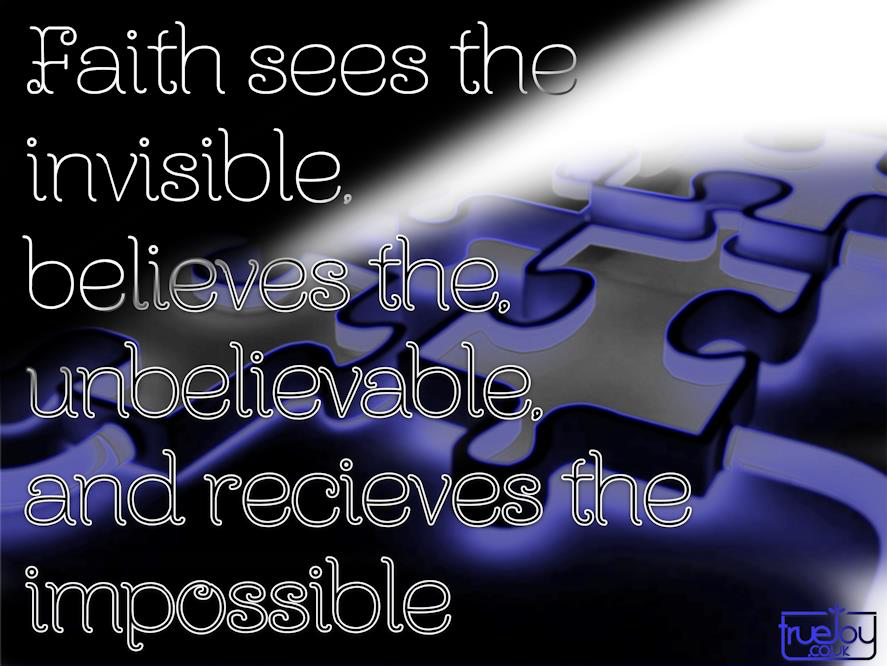 Faith sees the
invisible,
believes the,
unbelievable,
and recieves the
impossible
trueJoy
.co.uk